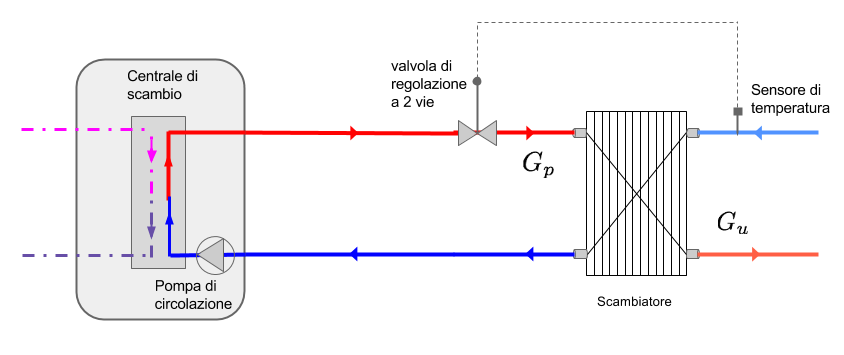 Centrale di
scambio
valvola di
regolazione
a 2 vie
Sensore di
temperatura
G_p
G_u
Pompa di
circolazione
Scambiatore